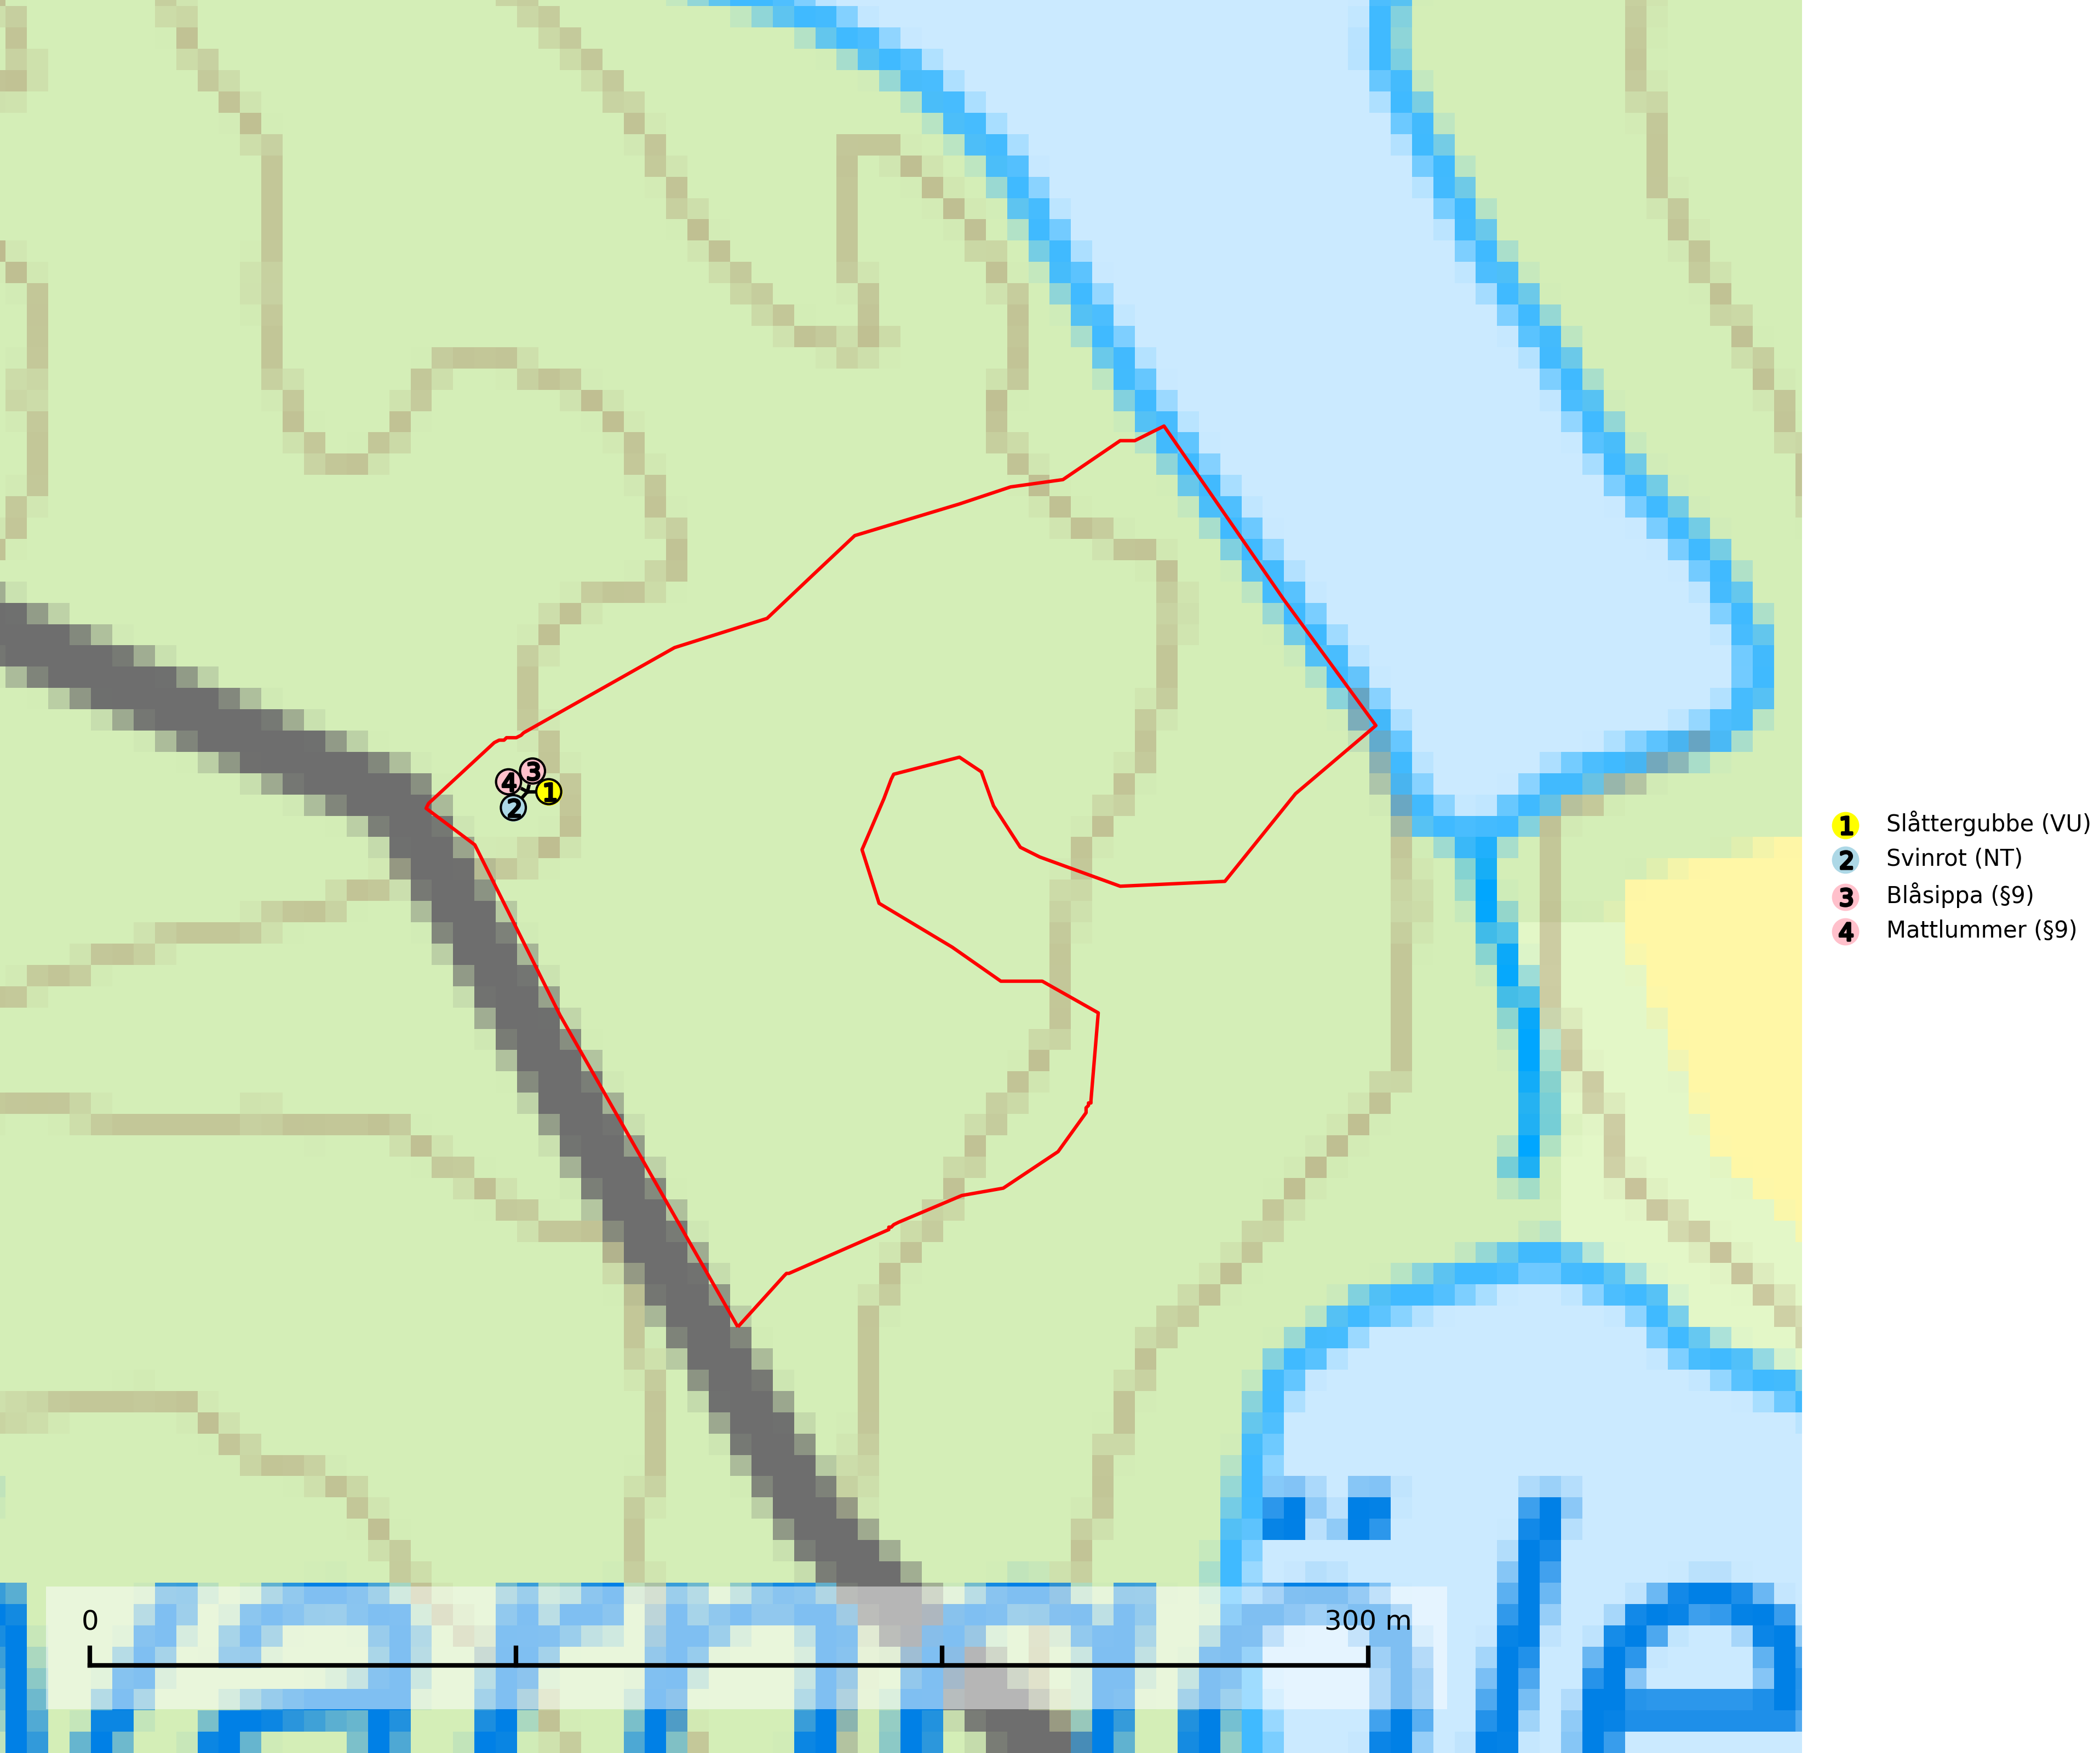 3
4
1
2
1 Slåttergubbe (VU)
2 Svinrot (NT)
3 Blåsippa (§9)
4 Mattlummer (§9)
0 300 m